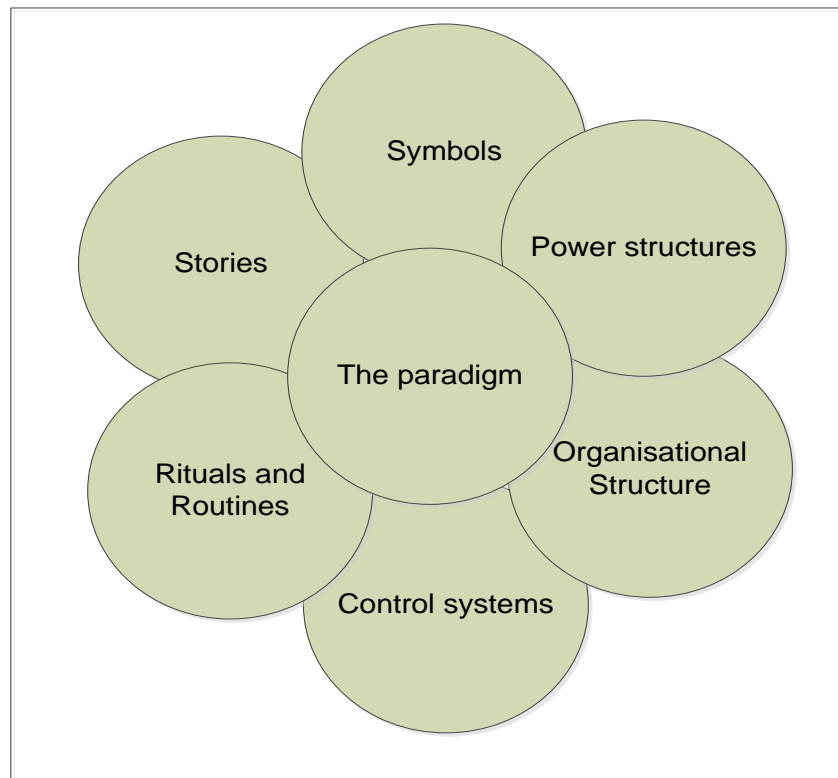 Symbols
Power structures
Stories
The paradigm
Organisational
Structure
Rituals and
Routines
Control systems